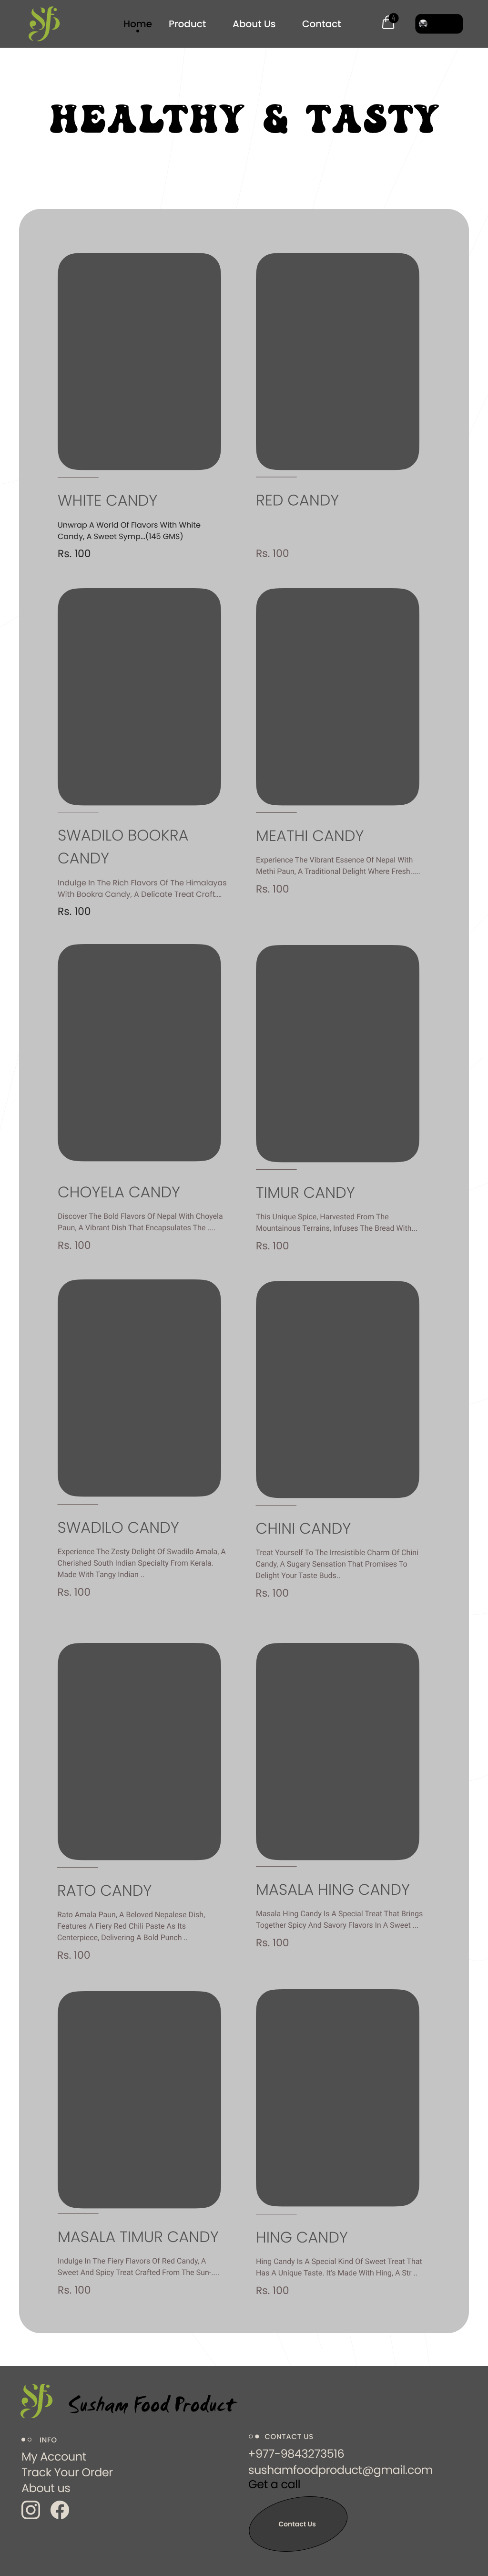 Home Product About Us Contact
HEALTHY & TASTY
WHITE CANDY
Unwrap A World Of Flavors With White
Candy, A Sweet Symp...(145 GMS)
Rs. 100
RED CANDY
Rs. 100
SWADILO BOOKRA
CANDY
Indulge In The Rich Flavors Of The Himalayas
With Bookra Candy, A Delicate Treat Craft....
Rs. 100
MEATHI CANDY
Experience The Vibrant Essence Of Nepal With
Methi Paun, A Traditional Delight Where Fresh.....
Rs. 100
CHOYELA CANDY
Discover The Bold Flavors Of Nepal With Choyela
Paun, A Vibrant Dish That Encapsulates The ....
Rs. 100
TIMUR CANDY
This Unique Spice, Harvested From The
Mountainous Terrains, Infuses The Bread With...
Rs. 100
SWADILO CANDY
Experience The Zesty Delight Of Swadilo Amala, A
Cherished South Indian Specialty From Kerala.
Made With Tangy Indian ..
Rs. 100
CHINI CANDY
Treat Yourself To The Irresistible Charm Of Chini
Candy, A Sugary Sensation That Promises To
Delight Your Taste Buds..
Rs. 100
RATO CANDY
Rato Amala Paun, A Beloved Nepalese Dish,
Features A Fiery Red Chili Paste As Its
Centerpiece, Delivering A Bold Punch ..
Rs. 100
MASALA HING CANDY
Masala Hing Candy Is A Special Treat That Brings
Together Spicy And Savory Flavors In A Sweet ...
Rs. 100
MASALA TIMUR CANDY
Indulge In The Fiery Flavors Of Red Candy, A
Sweet And Spicy Treat Crafted From The Sun-...
Rs. 100
HING CANDY
Hing Candy Is A Special Kind Of Sweet Treat That
Has A Unique Taste. It's Made With Hing, A Str ..
Rs. 100
Susham Food Product
INFO
My Account
Track Your Order
About us
CONTACT US
+977-9843273516
sushamfoodproduct@gmail.com
Get a call
Contact Us